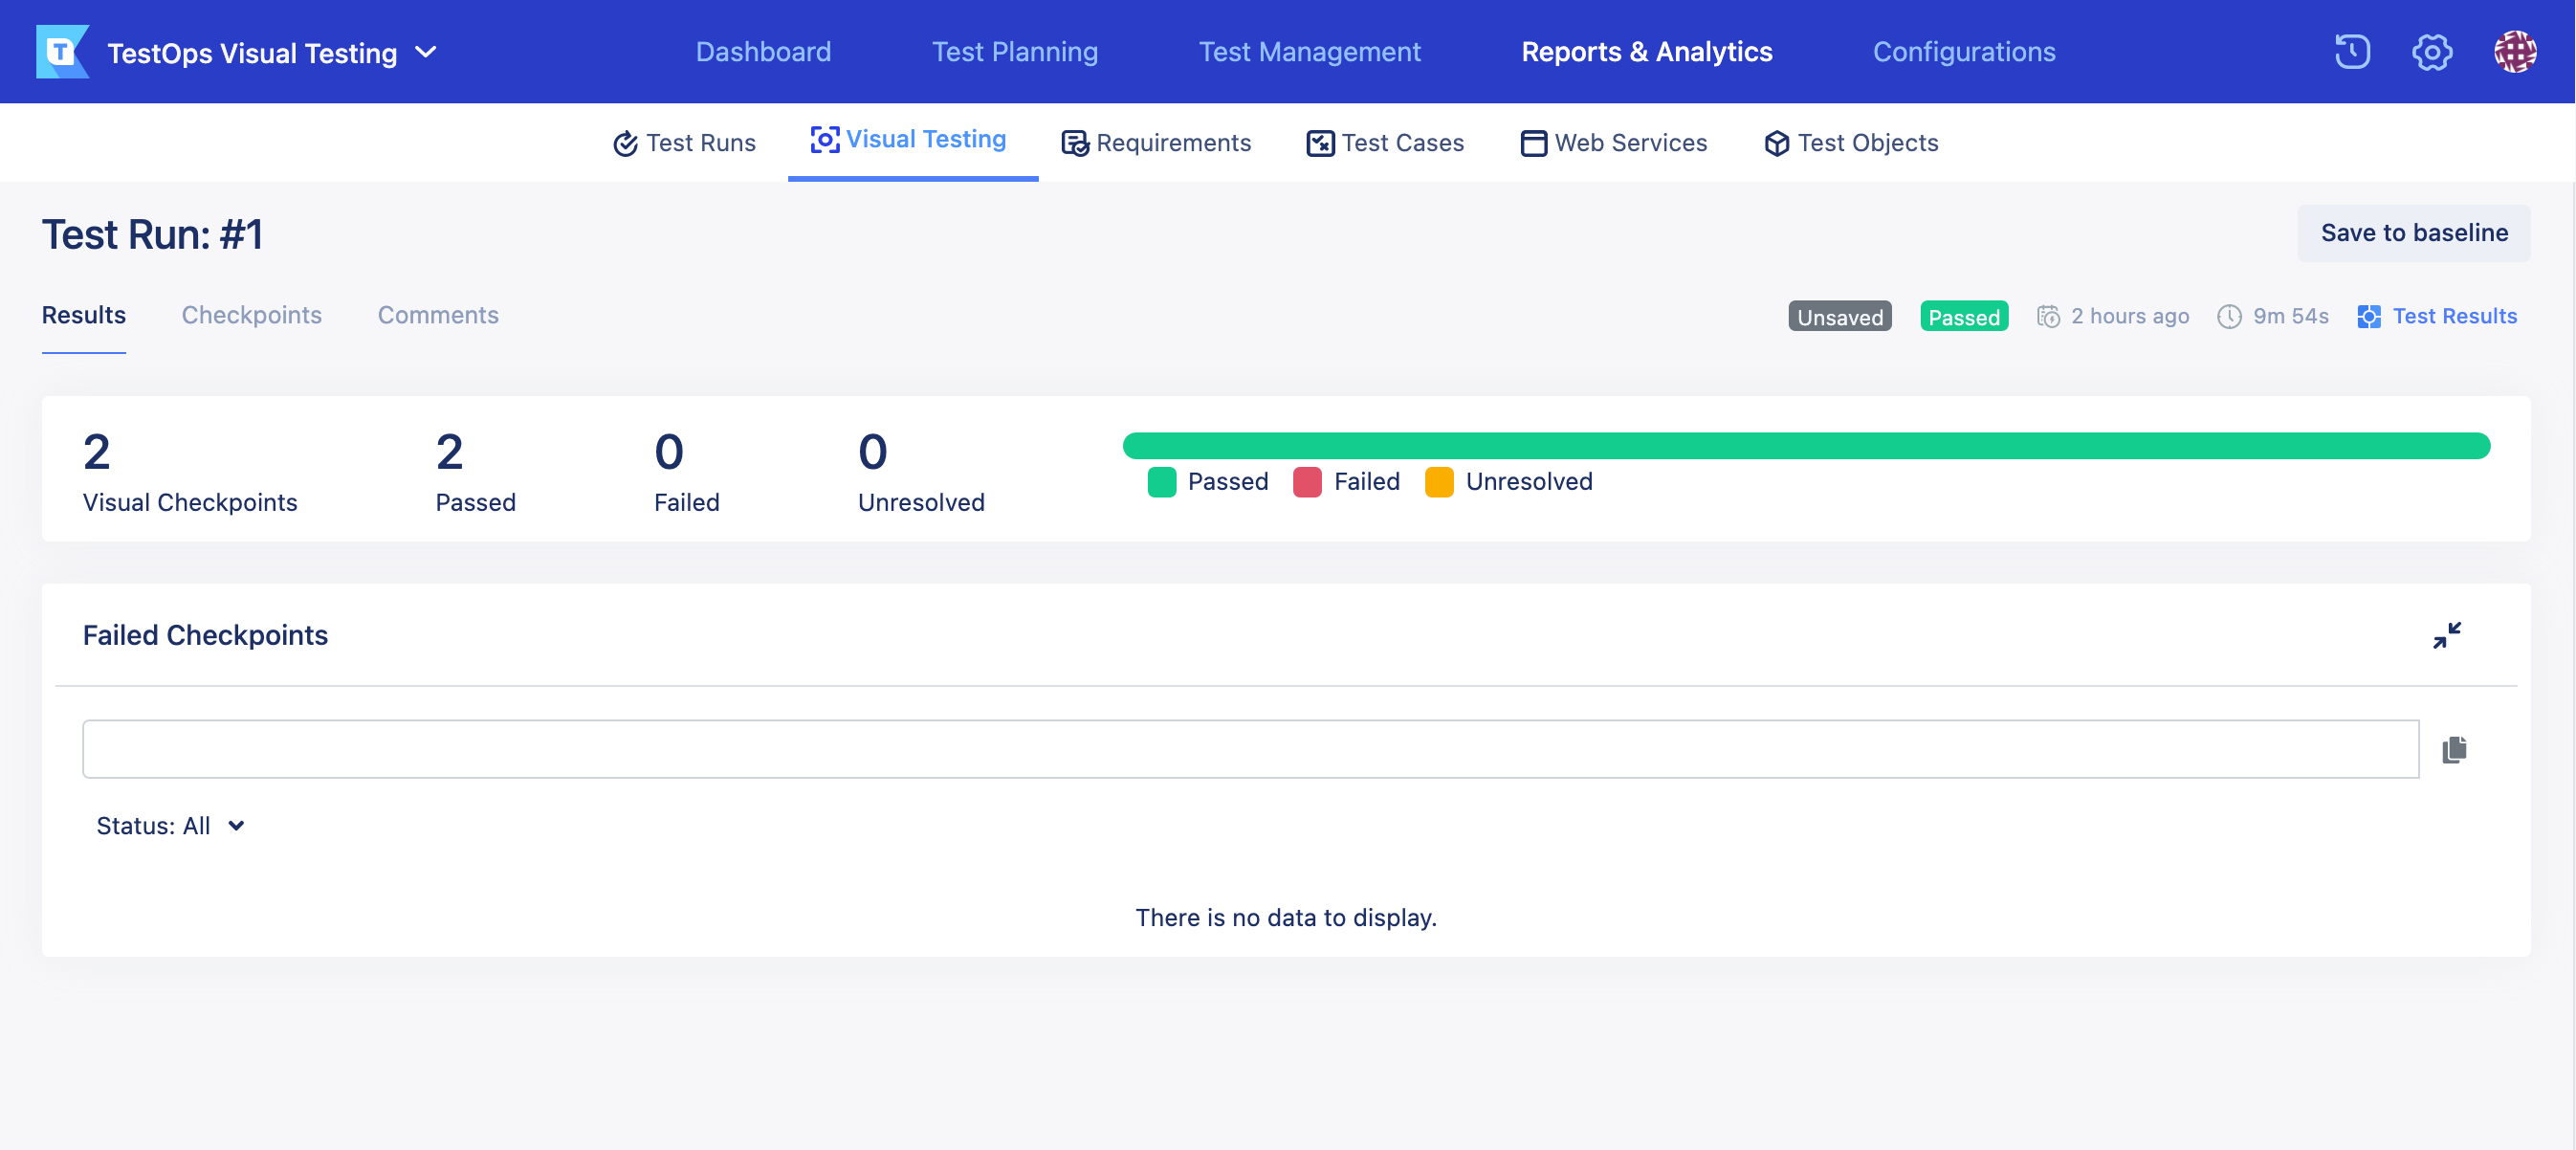 T TestOps Visual Testing
Dashboard Test Planning Test Management Reports & Analytics Configurations
Test Runs Visual Testing Requirements Test Cases Web Services Test Objects
Test Run: #1
Save to baseline
Results Checkpoints Comments
Unsaved Passed 2 hours ago 9m 54s Test Results
2 2 0 0
Visual Checkpoints Passed Failed Unresolved
Passed Failed Unresolved
Failed Checkpoints
Status: All
There is no data to display.